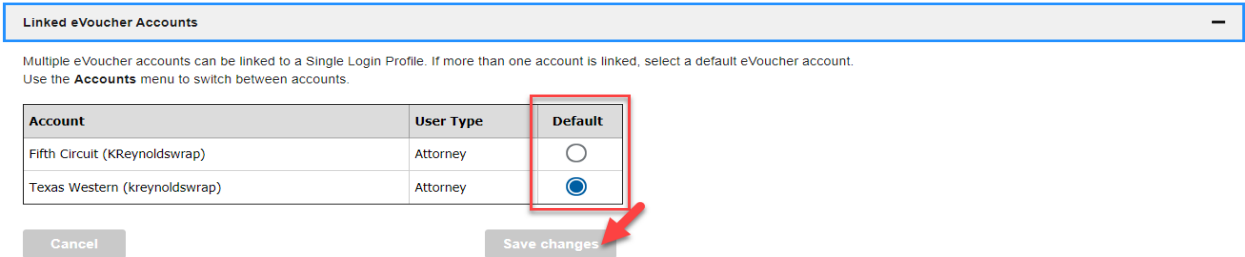 Linked eVoucher Accounts
Multiple eVoucher accounts can be linked to a Single Login Profile. If more than one account is linked, select a default eVoucher account.
Use the Accounts menu to switch between accounts.
Account User Type Default
Fifth Circuit (KReynoldswrap) Attorney
Texas Western (kreynoldswrap) Attorney
Cancel Save changes